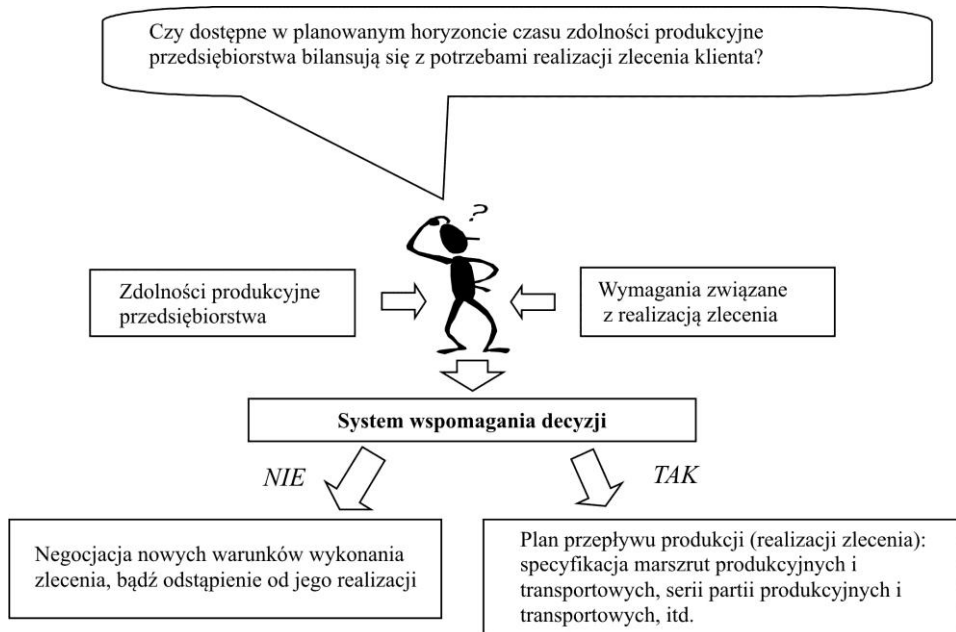 Czy dostępne w planowanym horyzoncie czasu zdolności produkcyjne
przedsiębiorstwa bilansują się z potrzebami realizacji zlecenia klienta?
?
Zdolności produkcyjne
przedsiębiorstwa
Wymagania związane
z realizacją zlecenia
System wspomagania decyzji
NIE
TAK
Negocjacja nowych warunków wykonania
zlecenia, bądź odstąpienie od jego realizacji
Plan przepływu produkcji (realizacji zlecenia):
specyfikacja marszrut produkcyjnych i
transportowych, serii partii produkcyjnych i
transportowych, itd.